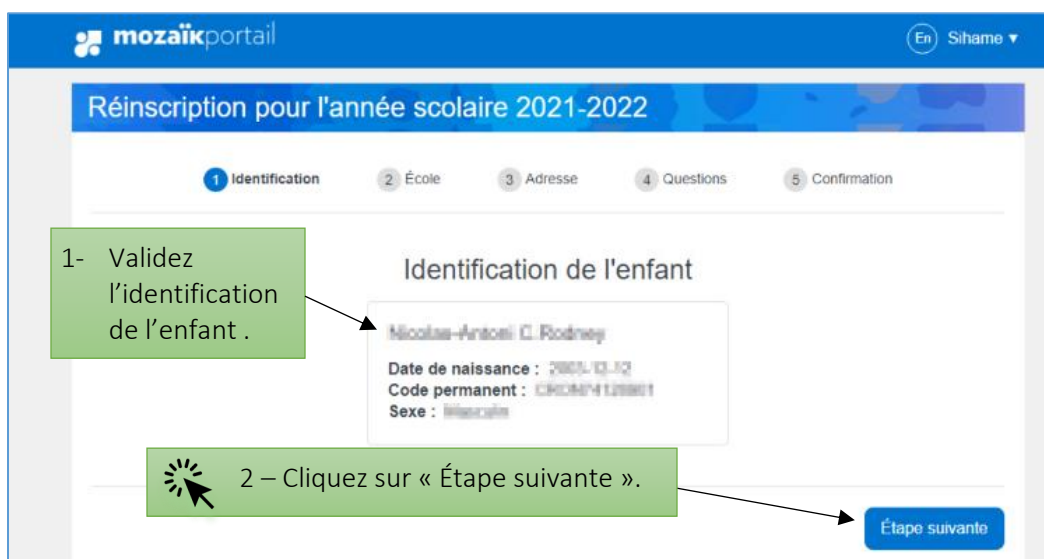 mozaïkportail
En Sihame ▾
Réinscription pour l'année scolaire 2021-2022
1 Identification 2 École 3 Adresse 4 Questions 5 Confirmation
1- Validez
l’identification
de l’enfant .
Identification de l'enfant
Date de naissance :
Code permanent :
Sexe :
2 – Cliquez sur « Étape suivante ».
Étape suivante